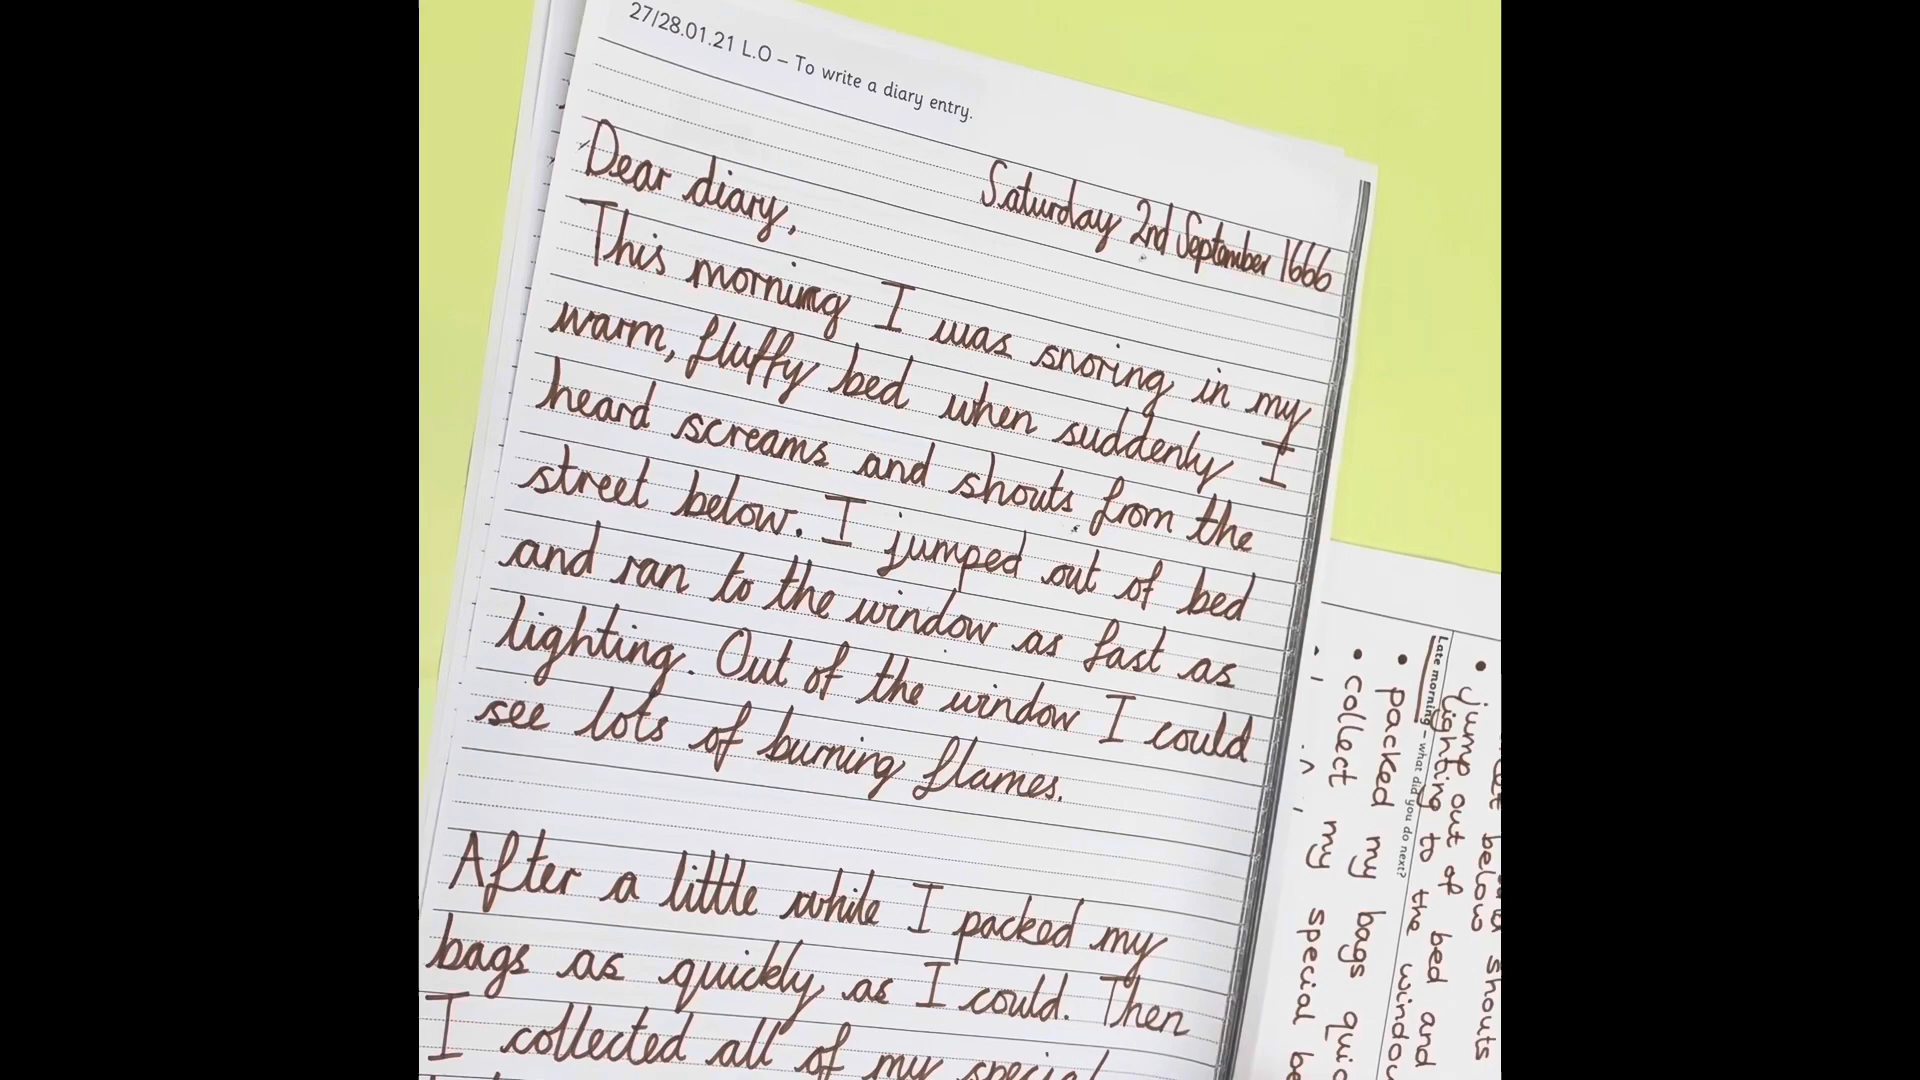 27/28.01.21 L.O – To write a diary entry.
Saturday 2nd September 1666
Dear diary,
This morning I was snoring in my
warm, fluffy bed when suddenly I
heard screams and shouts from the
street below. I jumped out of bed
and ran to the window as fast as
lighting. Out of the window I could
see lots of burning flames.
After a little while I packed my
bags as quickly as I could. Then
I collected all of my special
below shouts
jump out of bed and
lighting to the window
Late morning – what did you do next?
packed my bags
collect my special